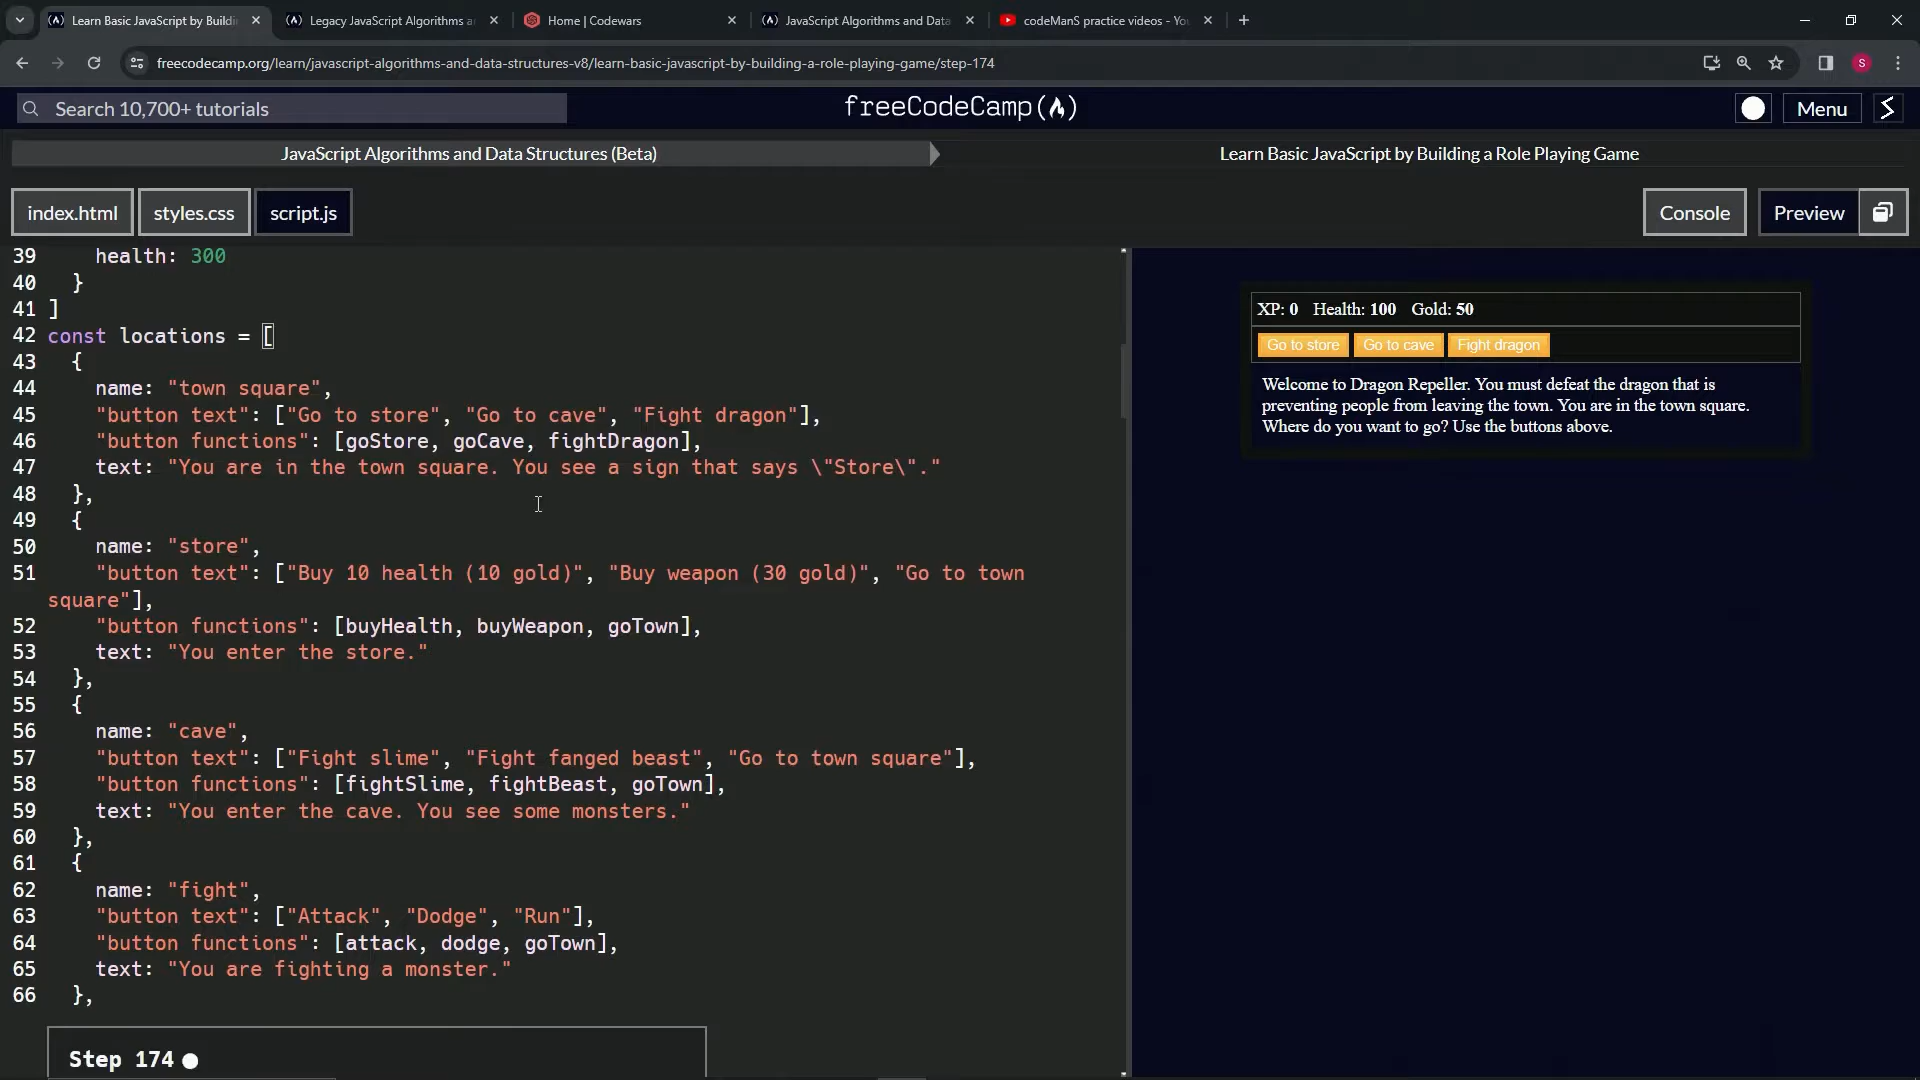 Learn Basic JavaScript by Buildi
Legacy JavaScript Algorithms a
Home | Codewars
JavaScript Algorithms and Data
codeManS practice videos - You
freecodecamp.org/learn/javascript-algorithms-and-data-structures-v8/learn-basic-javascript-by-building-a-role-playing-game/step-174
S
Search 10,700+ tutorials
freeCodeCamp
Menu
JavaScript Algorithms and Data Structures (Beta)
Learn Basic JavaScript by Building a Role Playing Game
index.html
styles.css
script.js
Console
Preview
39     health: 300
40   }
41 ]
42 const locations = [
43   {
44     name: "town square",
45     "button text": ["Go to store", "Go to cave", "Fight dragon"],
46     "button functions": [goStore, goCave, fightDragon],
47     text: "You are in the town square. You see a sign that says \"Store\"."
48   },
49   {
50     name: "store",
51     "button text": ["Buy 10 health (10 gold)", "Buy weapon (30 gold)", "Go to town
square"],
52     "button functions": [buyHealth, buyWeapon, goTown],
53     text: "You enter the store."
54   },
55   {
56     name: "cave",
57     "button text": ["Fight slime", "Fight fanged beast", "Go to town square"],
58     "button functions": [fightSlime, fightBeast, goTown],
59     text: "You enter the cave. You see some monsters."
60   },
61   {
62     name: "fight",
63     "button text": ["Attack", "Dodge", "Run"],
64     "button functions": [attack, dodge, goTown],
65     text: "You are fighting a monster."
66   },
Step 174
XP: 0 Health: 100 Gold: 50
Go to store
Go to cave
Fight dragon
Welcome to Dragon Repeller. You must defeat the dragon that is
preventing people from leaving the town. You are in the town square.
Where do you want to go? Use the buttons above.